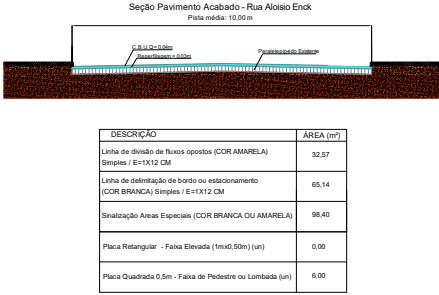 Seção Pavimento Acabado - Rua Aloisio Enck
Pista média: 10,00 m
C.B.U.Q= 0.04m
Reperfilagem = 0.03m
Paralelepípedo Existente
DESCRIÇÃO ÁREA (m²)
Linha de divisão de fluxos opostos (COR AMARELA)
Simples / E=1X12 CM
32,57
Linha de delimitação de bordo ou estacionamento
(COR BRANCA) Simples / E=1X12 CM
65,14
Sinalização Areas Especiais (COR BRANCA OU AMARELA) 98,40
Placa Retangular - Faixa Elevada (1mx0,50m) (un) 0,00
Placa Quadrada 0,5m - Faixa de Pedestre ou Lombada (un) 6,00